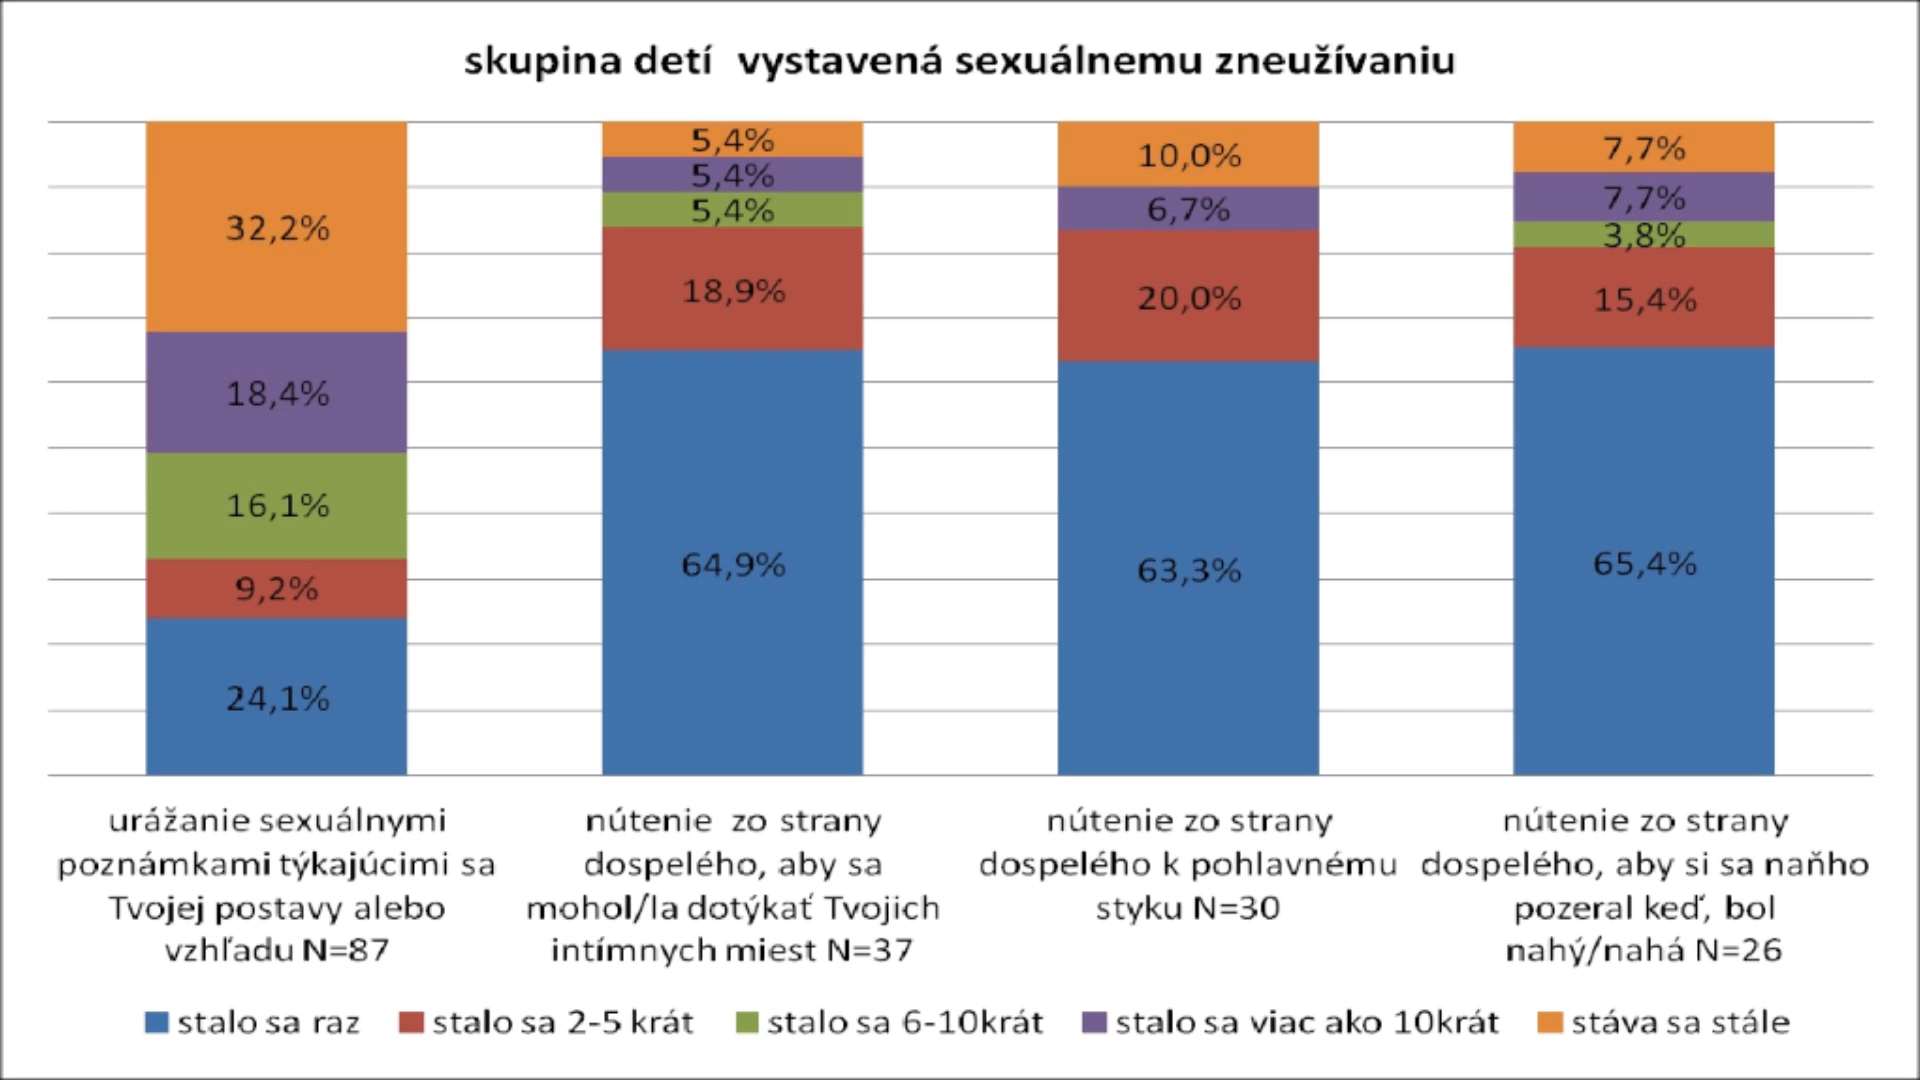 skupina detí vystavená sexuálnemu zneužívaniu
32,2%
18,4%
16,1%
9,2%
24,1%
5,4%
5,4%
5,4%
18,9%
64,9%
10,0%
6,7%
20,0%
63,3%
7,7%
7,7%
3,8%
15,4%
65,4%
urážanie sexuálnymi
poznámkami týkajúcimi sa
Tvojej postavy alebo
vzhľadu N=87
nútenie zo strany
dospelého, aby sa
mohol/la dotýkať Tvojich
intímnych miest N=37
nútenie zo strany
dospelého k pohlavnému
styku N=30
nútenie zo strany
dospelého, aby si sa naňho
pozeral keď, bol
nahý/nahá N=26
stalo sa raz
stalo sa 2-5 krát
stalo sa 6-10krát
stalo sa viac ako 10krát
stáva sa stále